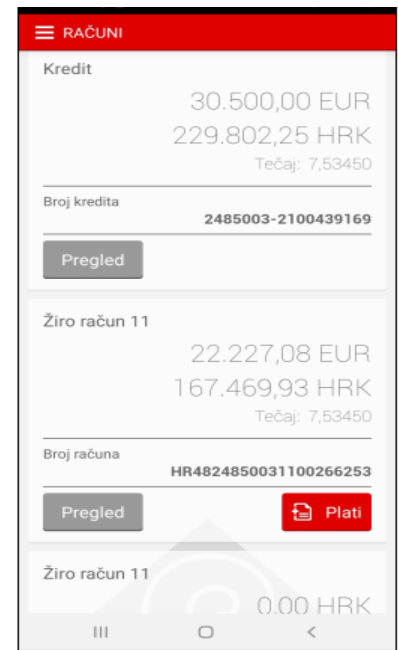 RAČUNI
Kredit
30.500,00 EUR
229.802,25 HRK
Tečaj: 7,53450
Broj kredita
2485003-2100439169
Pregled
Žiro račun 11
22.227,08 EUR
167.469,93 HRK
Tečaj: 7,53450
Broj računa
HR4824850031100266253
Pregled
Plati
Žiro račun 11
0,00 HRK